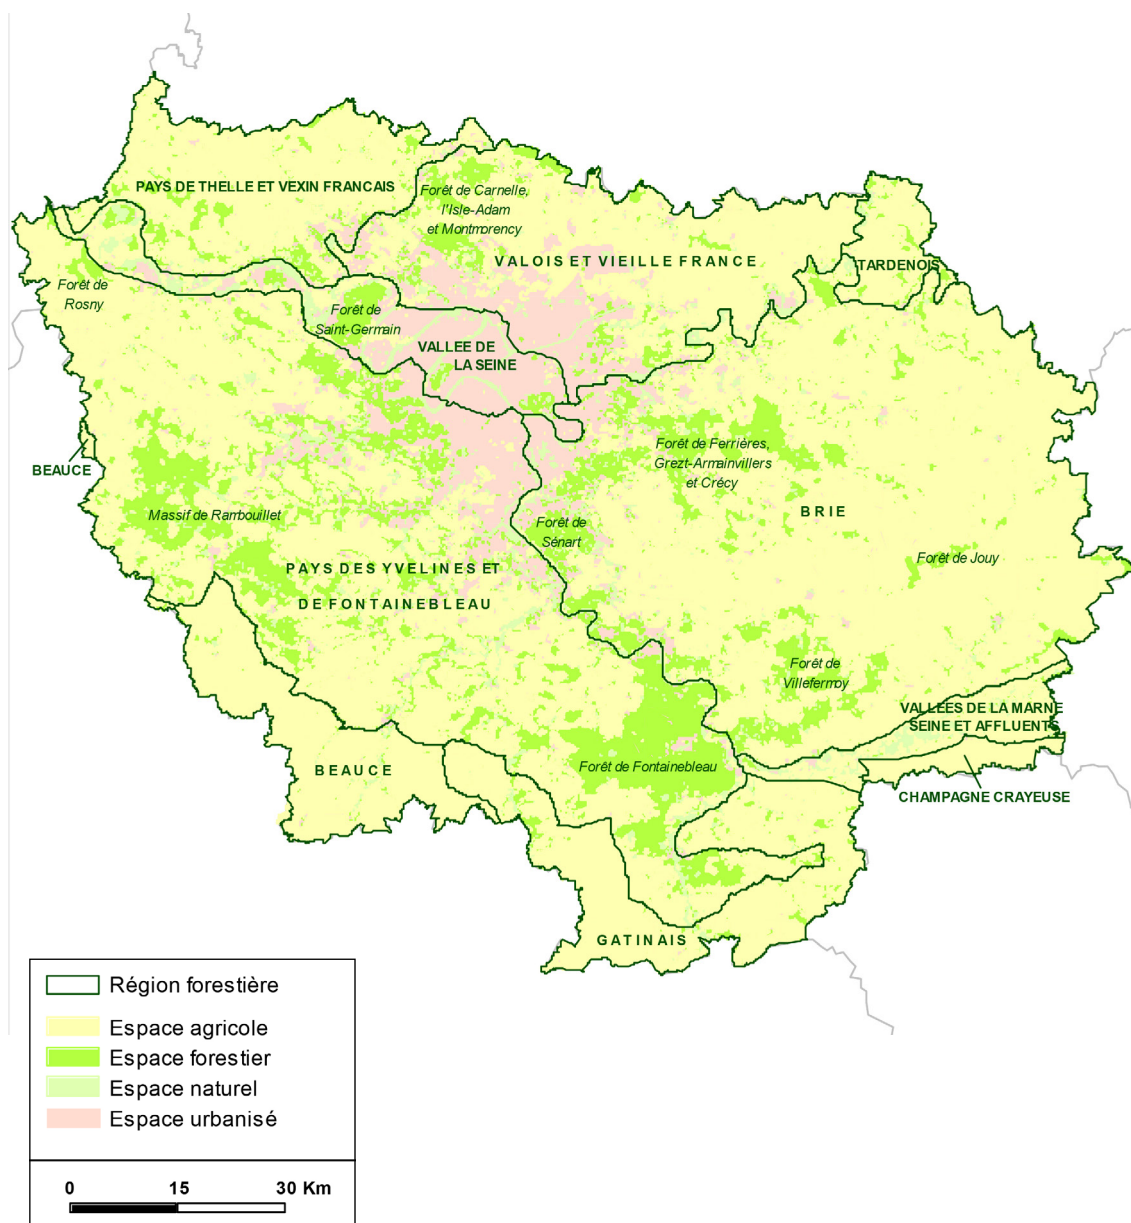 PAYS DE THELLE ET VEXIN FRANCAIS
Forêt de Carnelle,
l'Isle-Adam
et Montmorency
VALOIS ET VIEILLE FRANCE
TARDENOIS
Forêt de
Rosny
Forêt de
Saint-Germain
VALLEE DE
LA SEINE
BEAUCE
Forêt de Ferrières,
Grezt-Armainvillers
et Crécy
BRIE
Massif de Rambouillet
Forêt de
Sénart
Forêt de Jouy
PAYS DES YVELINES ET
DE FONTAINEBLEAU
Forêt de
Villefermoy
VALLEES DE LA MARNE
SEINE ET AFFLUENTS
BEAUCE
Forêt de Fontainebleau
CHAMPAGNE CRAYEUSE
GATINAIS
Région forestière
Espace agricole
Espace forestier
Espace naturel
Espace urbanisé
0 15 30 Km